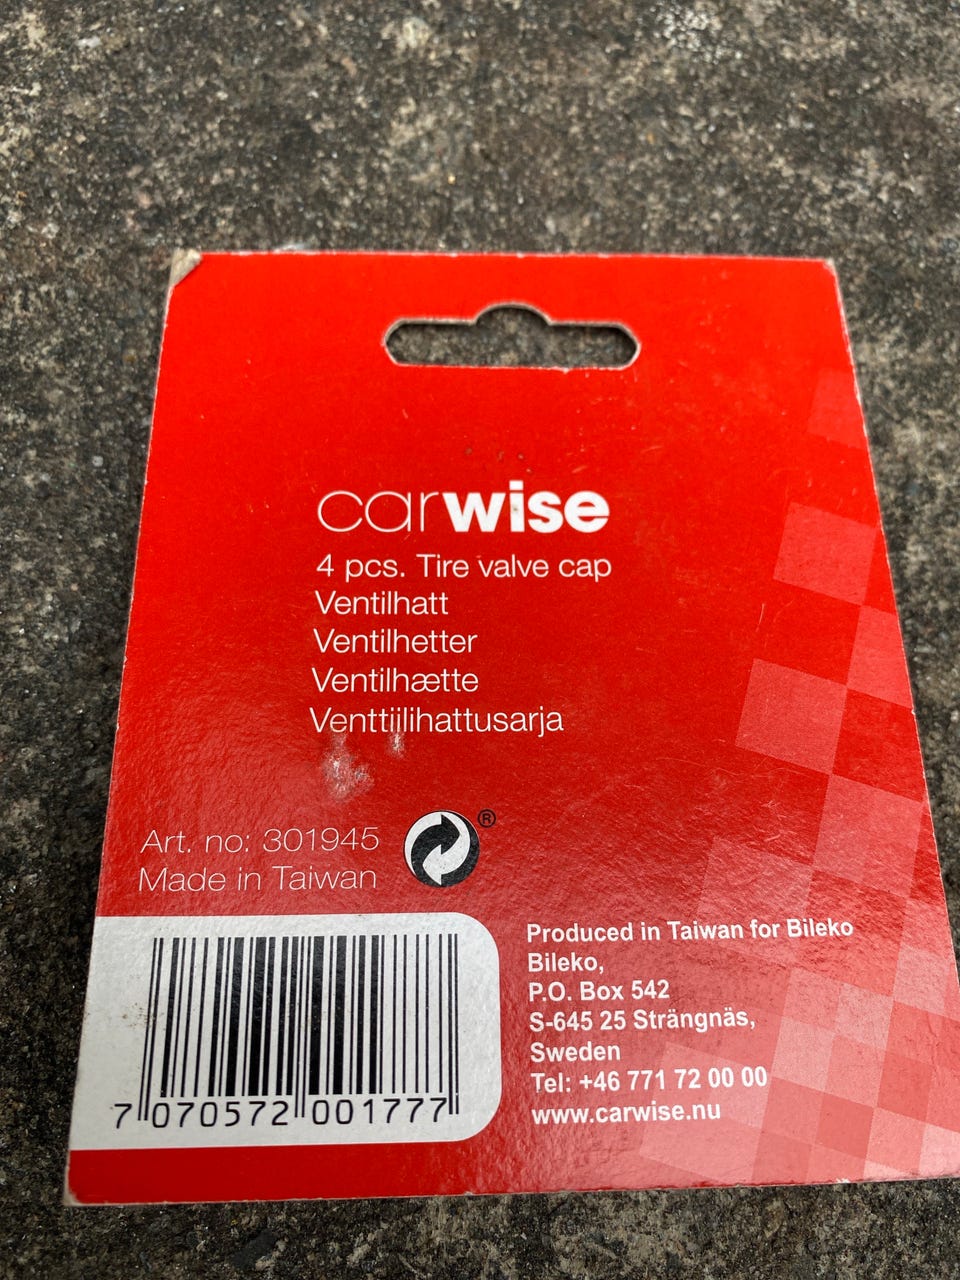 carwise
4 pcs. Tire valve cap
Ventilhatt
Ventilhetter
Ventilhætte
Venttiilihattusarja
Art. no: 301945
Made in Taiwan
®
7 070572 001777
Produced in Taiwan for Bileko
Bileko,
P.O. Box 542
S-645 25 Strängnäs,
Sweden
Tel: +46 771 72 00 00
www.carwise.nu